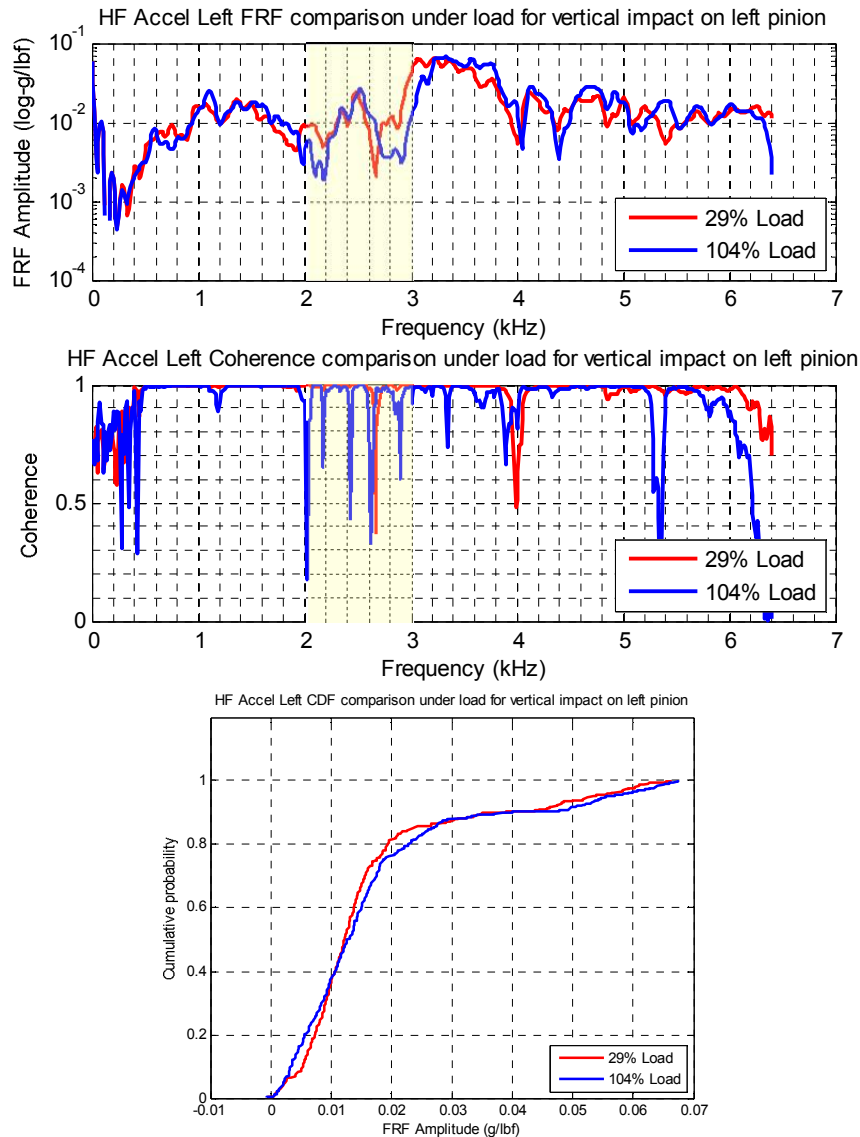 HF Accel Left FRF comparison under load for vertical impact on left pinion
FRF Amplitude (log-g/lbf)
10^-1
10^-2
10^-3
10^-4
29% Load
104% Load
0 1 2 3 4 5 6 7
Frequency (kHz)
HF Accel Left Coherence comparison under load for vertical impact on left pinion
Coherence
1
0.5
0
29% Load
104% Load
0 1 2 3 4 5 6 7
Frequency (kHz)
HF Accel Left CDF comparison under load for vertical impact on left pinion
Cumulative probability
1
0.8
0.6
0.4
0.2
0
29% Load
104% Load
-0.01 0 0.01 0.02 0.03 0.04 0.05 0.06 0.07
FRF Amplitude (g/lbf)